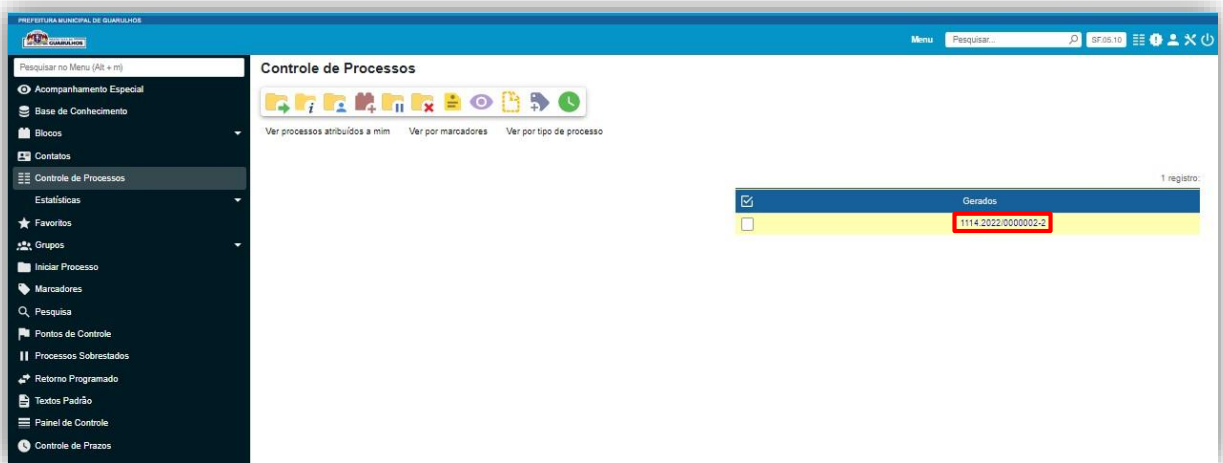 PREFEITURA MUNICIPAL DE GUARULHOS
GUARULHOS
Menu
Pesquisar...
SF.05.10
Pesquisar no Menu (Alt + m)
Acompanhamento Especial
Base de Conhecimento
Blocos
Contatos
Controle de Processos
Estatísticas
Favoritos
Grupos
Iniciar Processo
Marcadores
Pesquisa
Pontos de Controle
Processos Sobrestados
Retorno Programado
Textos Padrão
Painel de Controle
Controle de Prazos
Controle de Processos
Ver processos atribuídos a mim Ver por marcadores Ver por tipo de processo
1 registro:
Gerados
1114.2022/0000002-2